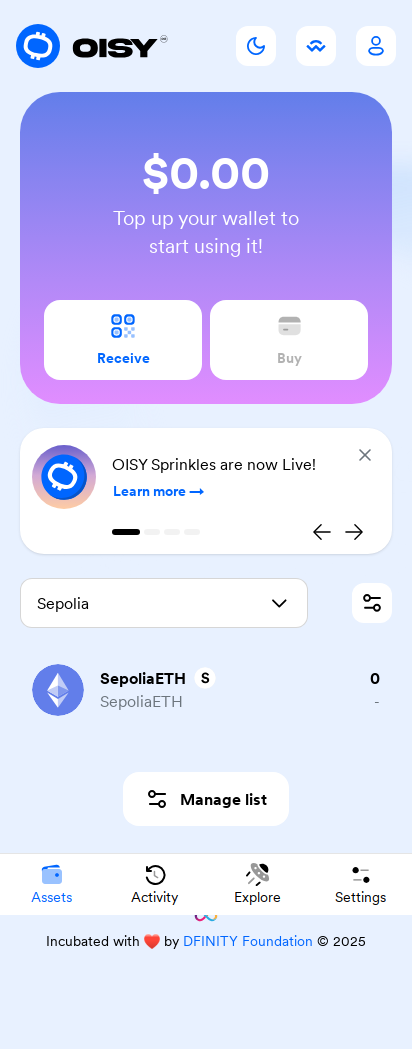 OISY
$0.00
Top up your wallet to
start using it!
Receive
Buy
OISY Sprinkles are now Live!
Learn more
Sepolia
SepoliaETH S
0
SepoliaETH
-
Manage list
Assets
Activity
Explore
Settings
Incubated with ❤️ by DFINITY Foundation © 2025